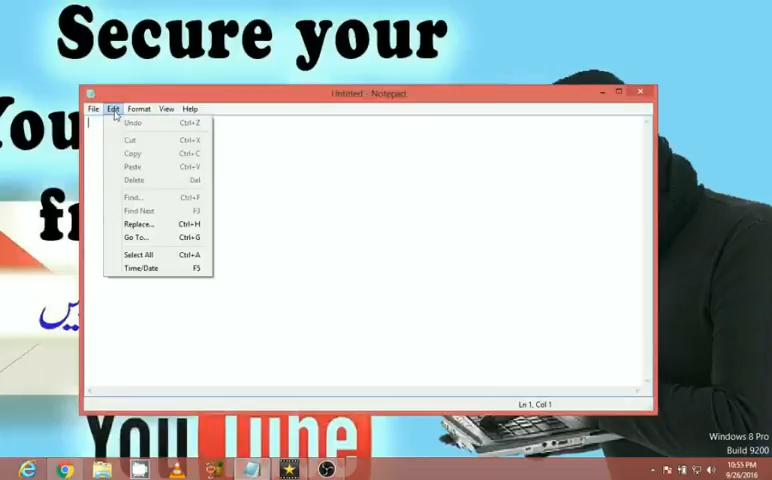 Secure your
You
Untitled - Notepad
File Edit Format View Help
Undo Ctrl+Z
Cut Ctrl+X
Copy Ctrl+C
Paste Ctrl+V
Delete Del
Find... Ctrl+F
Find Next F3
Replace... Ctrl+H
Go To... Ctrl+G
Select All Ctrl+A
Time/Date F5
Ln 1, Col 1
YouTube
Windows 8 Pro
Build 9200
10:55 PM
9/26/2016